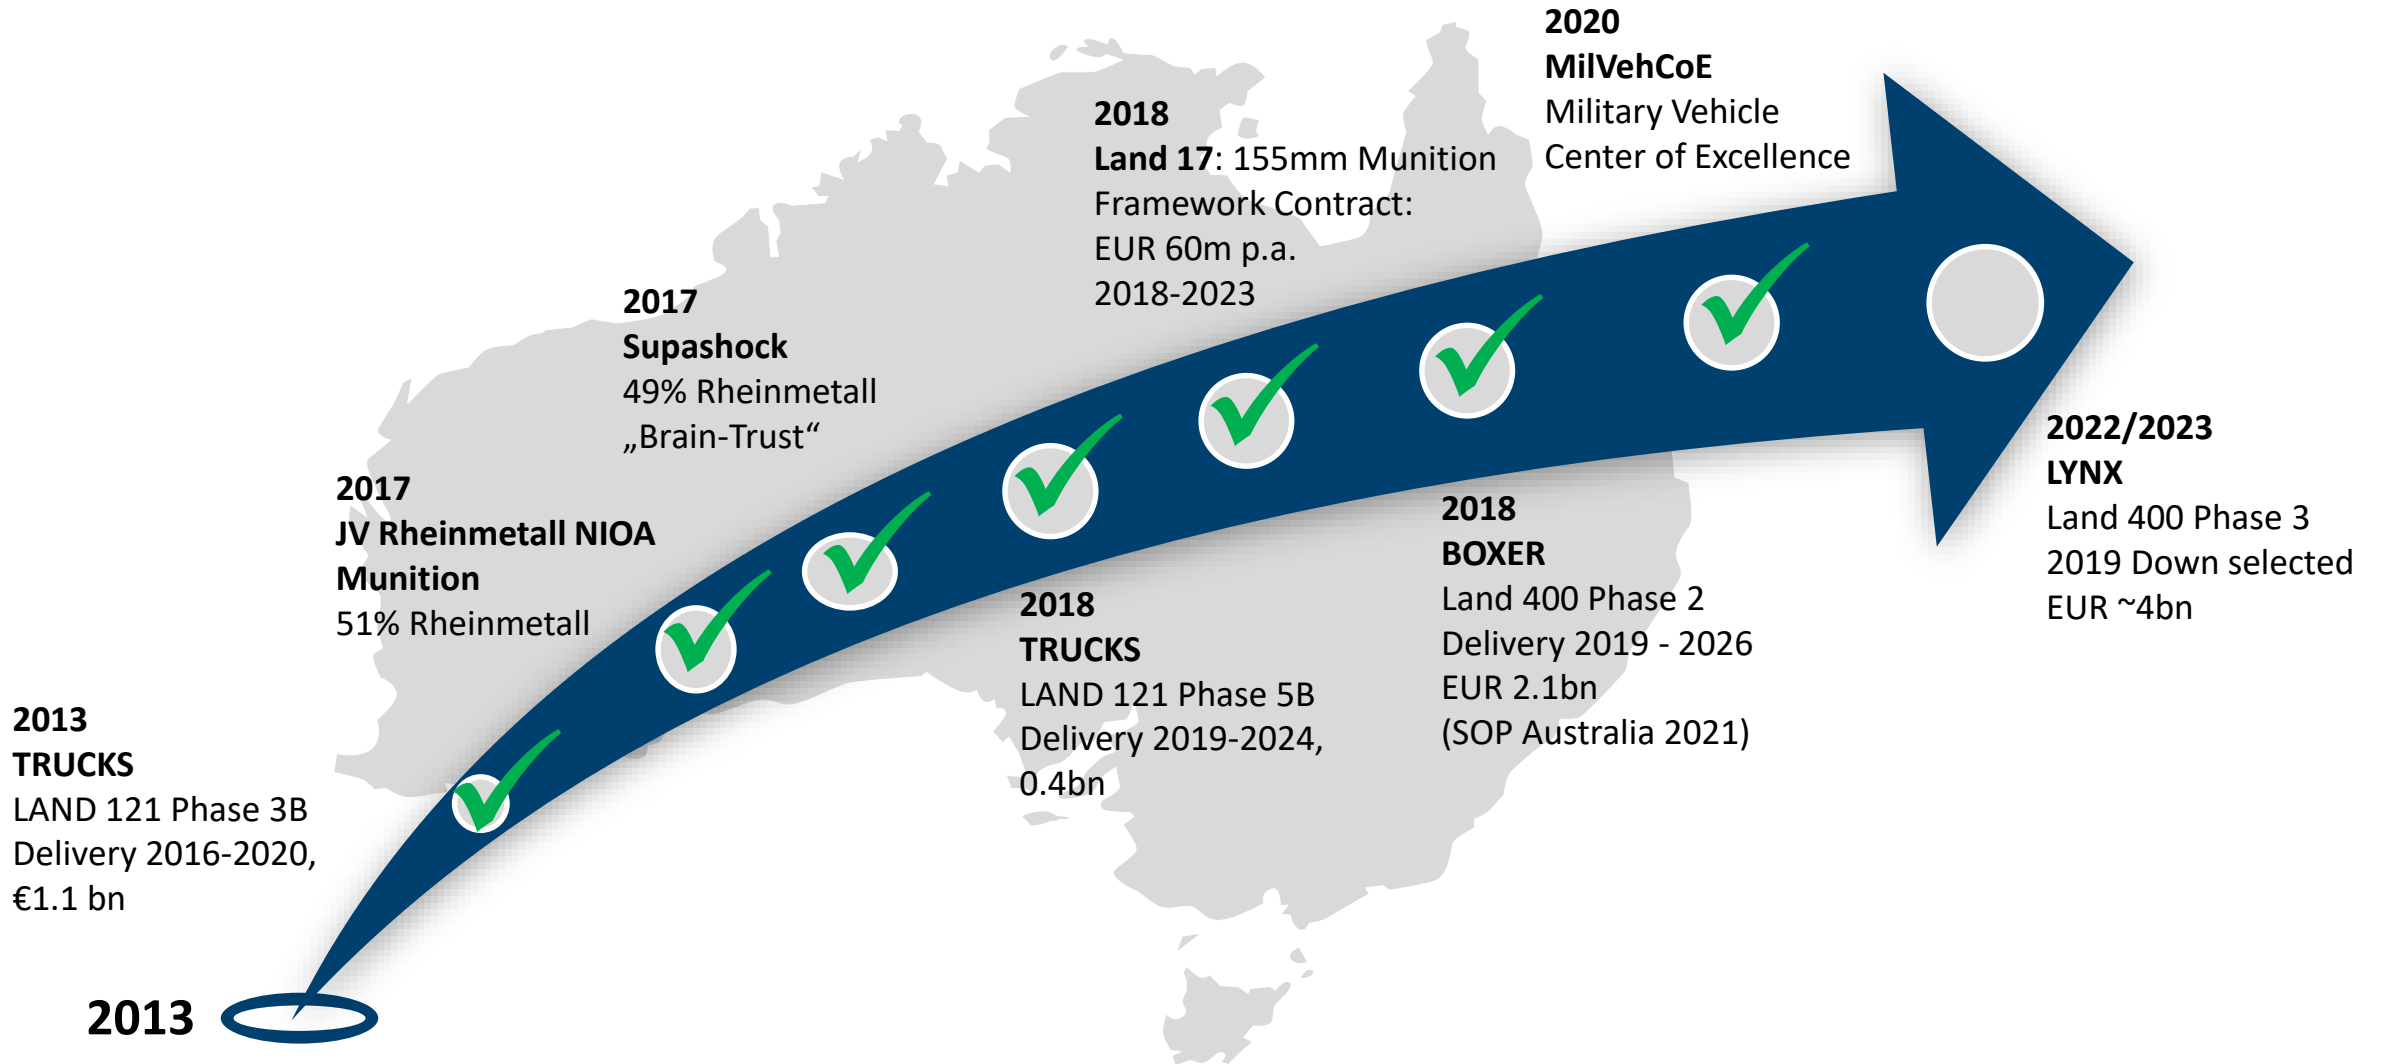 2013
TRUCKS
LAND 121 Phase 3B
Delivery 2016-2020,
€1.1 bn
2013
2017
JV Rheinmetall NIOA
Munition
51% Rheinmetall
2017
Supashock
49% Rheinmetall
„Brain-Trust“
2018
TRUCKS
LAND 121 Phase 5B
Delivery 2019-2024,
0.4bn
2018
Land 17: 155mm Munition
Framework Contract:
EUR 60m p.a.
2018-2023
2018
BOXER
Land 400 Phase 2
Delivery 2019 - 2026
EUR 2.1bn
(SOP Australia 2021)
2020
MilVehCoE
Military Vehicle
Center of Excellence
2022/2023
LYNX
Land 400 Phase 3
2019 Down selected
EUR ~4bn